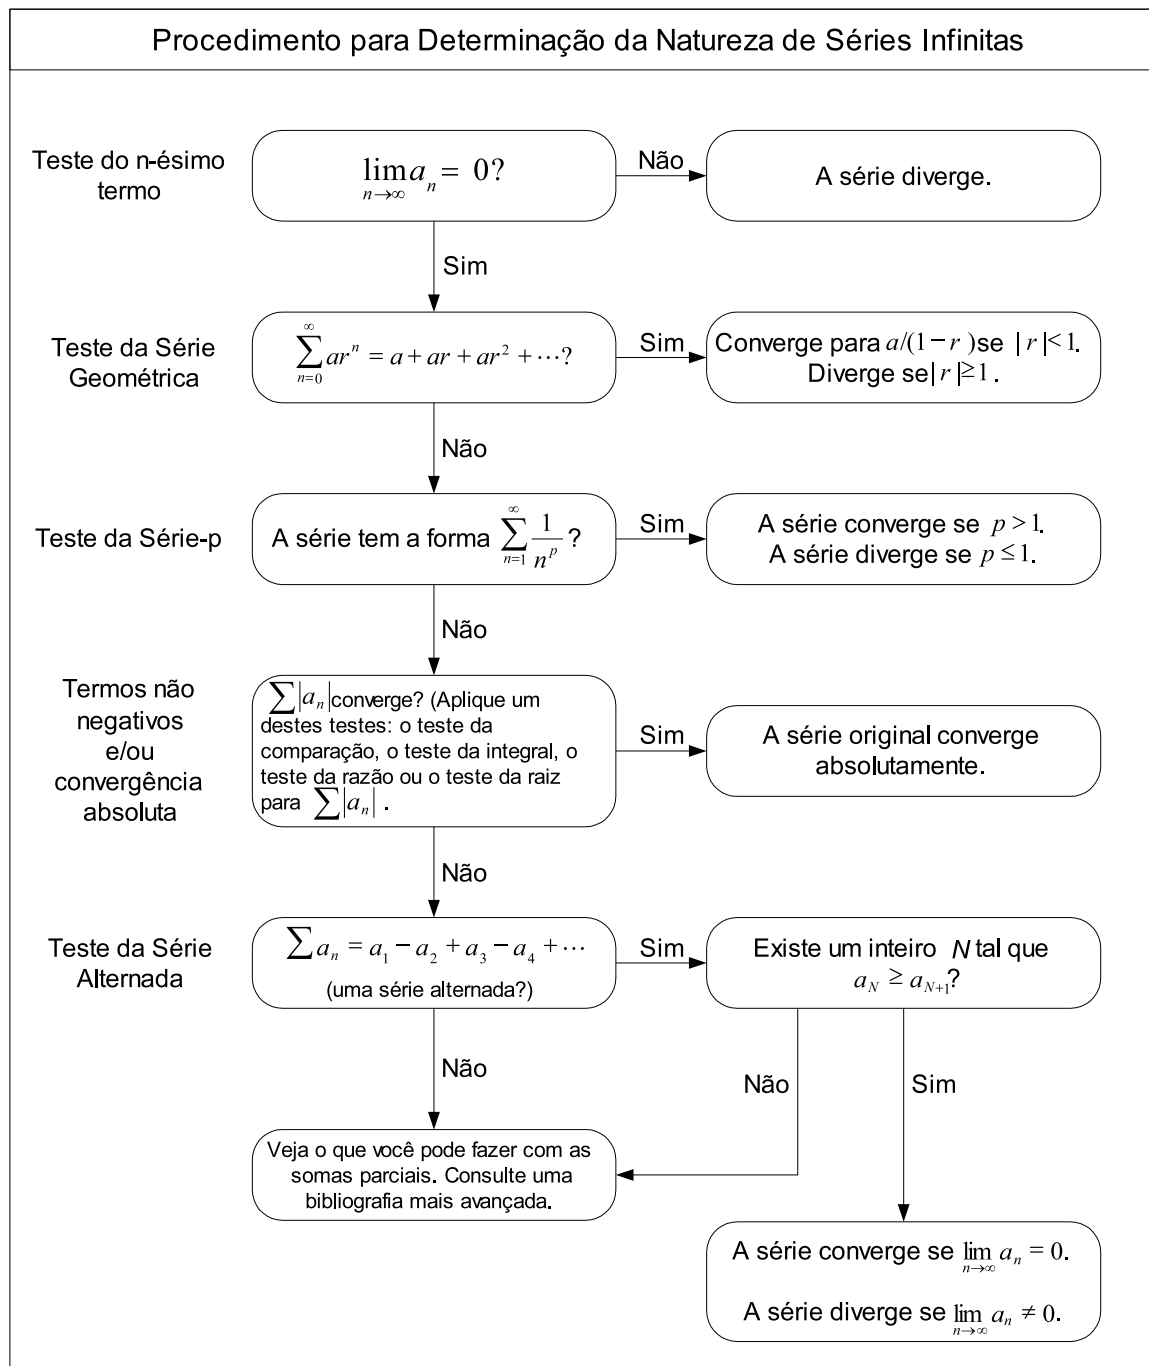 Procedimento para Determinação da Natureza de Séries Infinitas
Teste do n-ésimo
termo
lim a_n = 0?
n→∞
Não
A série diverge.
Sim
Teste da Série
Geométrica
∑_{n=0}^{∞} ar^n = a + ar + ar^2 + ⋯?
Sim
Converge para a/(1−r) se |r|<1.
Diverge se |r|≥1.
Não
Teste da Série-p
A série tem a forma ∑_{n=1}^{∞} 1/n^p ?
Sim
A série converge se p > 1.
A série diverge se p ≤ 1.
Não
Termos não
negativos
e/ou
convergência
absoluta
∑|a_n| converge? (Aplique um
destes testes: o teste da
comparação, o teste da integral, o
teste da razão ou o teste da raiz
para ∑|a_n| .
Sim
A série original converge
absolutamente.
Não
Teste da Série
Alternada
∑ a_n = a_1 − a_2 + a_3 − a_4 + ⋯
(uma série alternada?)
Sim
Existe um inteiro N tal que
a_N ≥ a_{N+1}?
Não
Não
Sim
Veja o que você pode fazer com as
somas parciais. Consulte uma
bibliografia mais avançada.
A série converge se lim_{n→∞} a_n = 0.
A série diverge se lim_{n→∞} a_n ≠ 0.